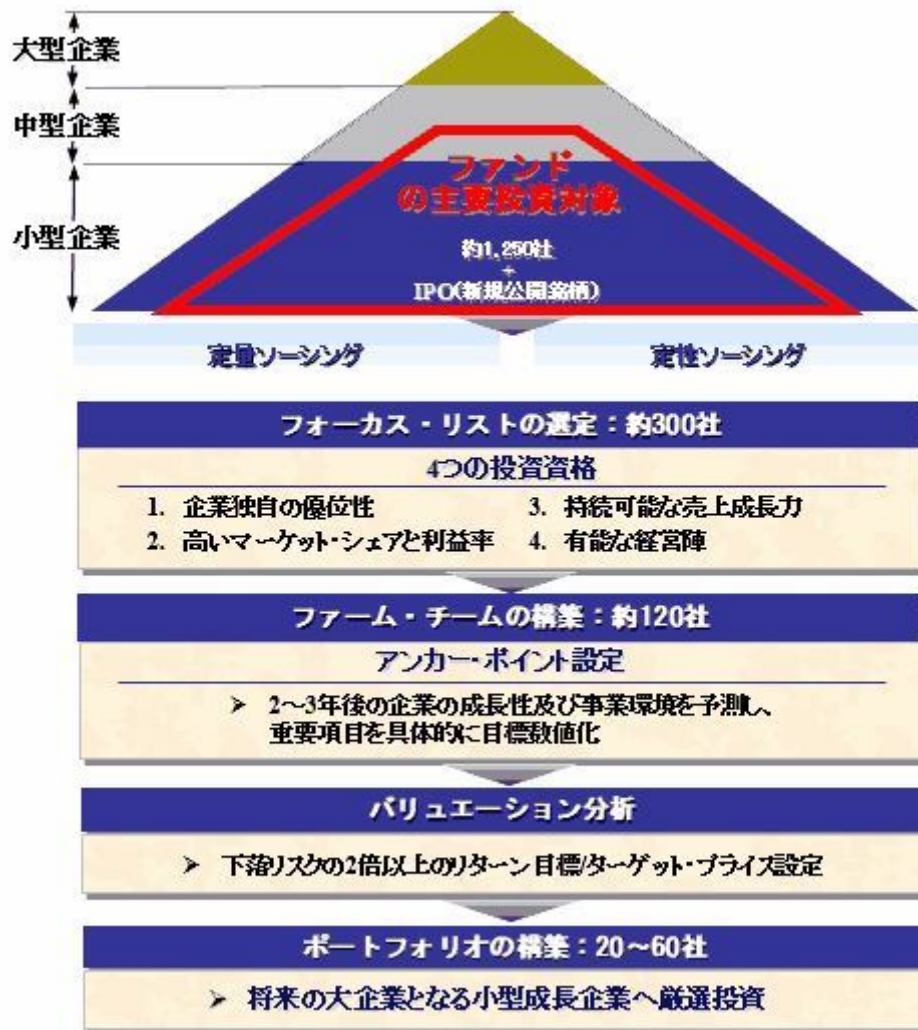 大型企業
中型企業
小型企業
ファンド
の主要投資対象
約1,250社
+
IPO(新規公開銘柄)
定量ソーシング
定性ソーシング
フォーカス・リストの選定：約300社
4つの投資資格
1. 企業独自の優位性
2. 高いマーケット・シェアと利益率
3. 持続可能な売上成長力
4. 有能な経営陣
ファーム・チームの構築：約120社
アンカー・ポイント設定
➢ 2～3年後の企業の成長性及び事業環境を予測し、
重要項目を具体的に目標数値化
バリュエーション分析
➢ 下落リスクの2倍以上のリターン目標/ターゲット・プライス設定
ポートフォリオの構築：20～60社
➢ 将来の大企業となる小型成長企業へ厳選投資